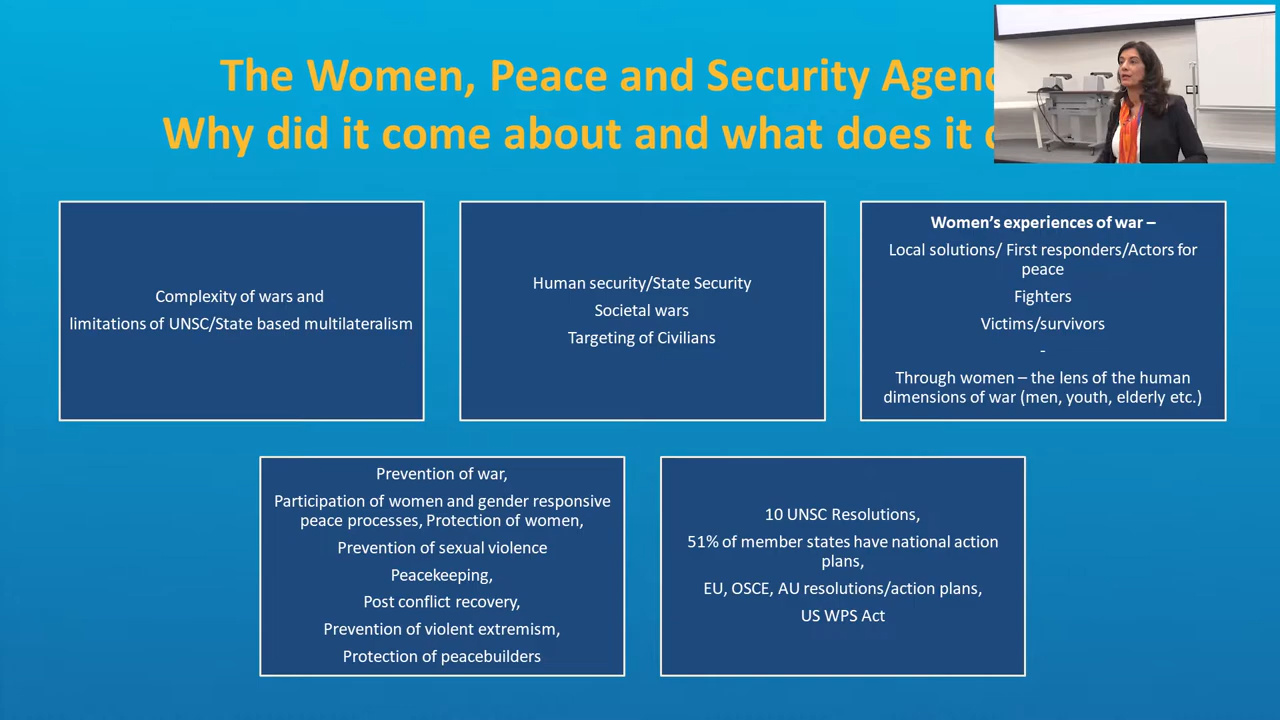 The Women, Peace and Security
Why did it come about and what does it
Complexity of wars and
limitations of UNSC/State based multilateralism
Human security/State Security
Societal wars
Targeting of Civilians
Women's experiences of war –
Local solutions/ First responders/Actors for
peace
Fighters
Victims/survivors
-
Through women – the lens of the human
dimensions of war (men, youth, elderly etc.)
Prevention of war,
Participation of women and gender responsive
peace processes, Protection of women,
Prevention of sexual violence
Peacekeeping,
Post conflict recovery,
Prevention of violent extremism,
Protection of peacebuilders
10 UNSC Resolutions,
51% of member states have national action
plans,
EU, OSCE, AU resolutions/action plans,
US WPS Act